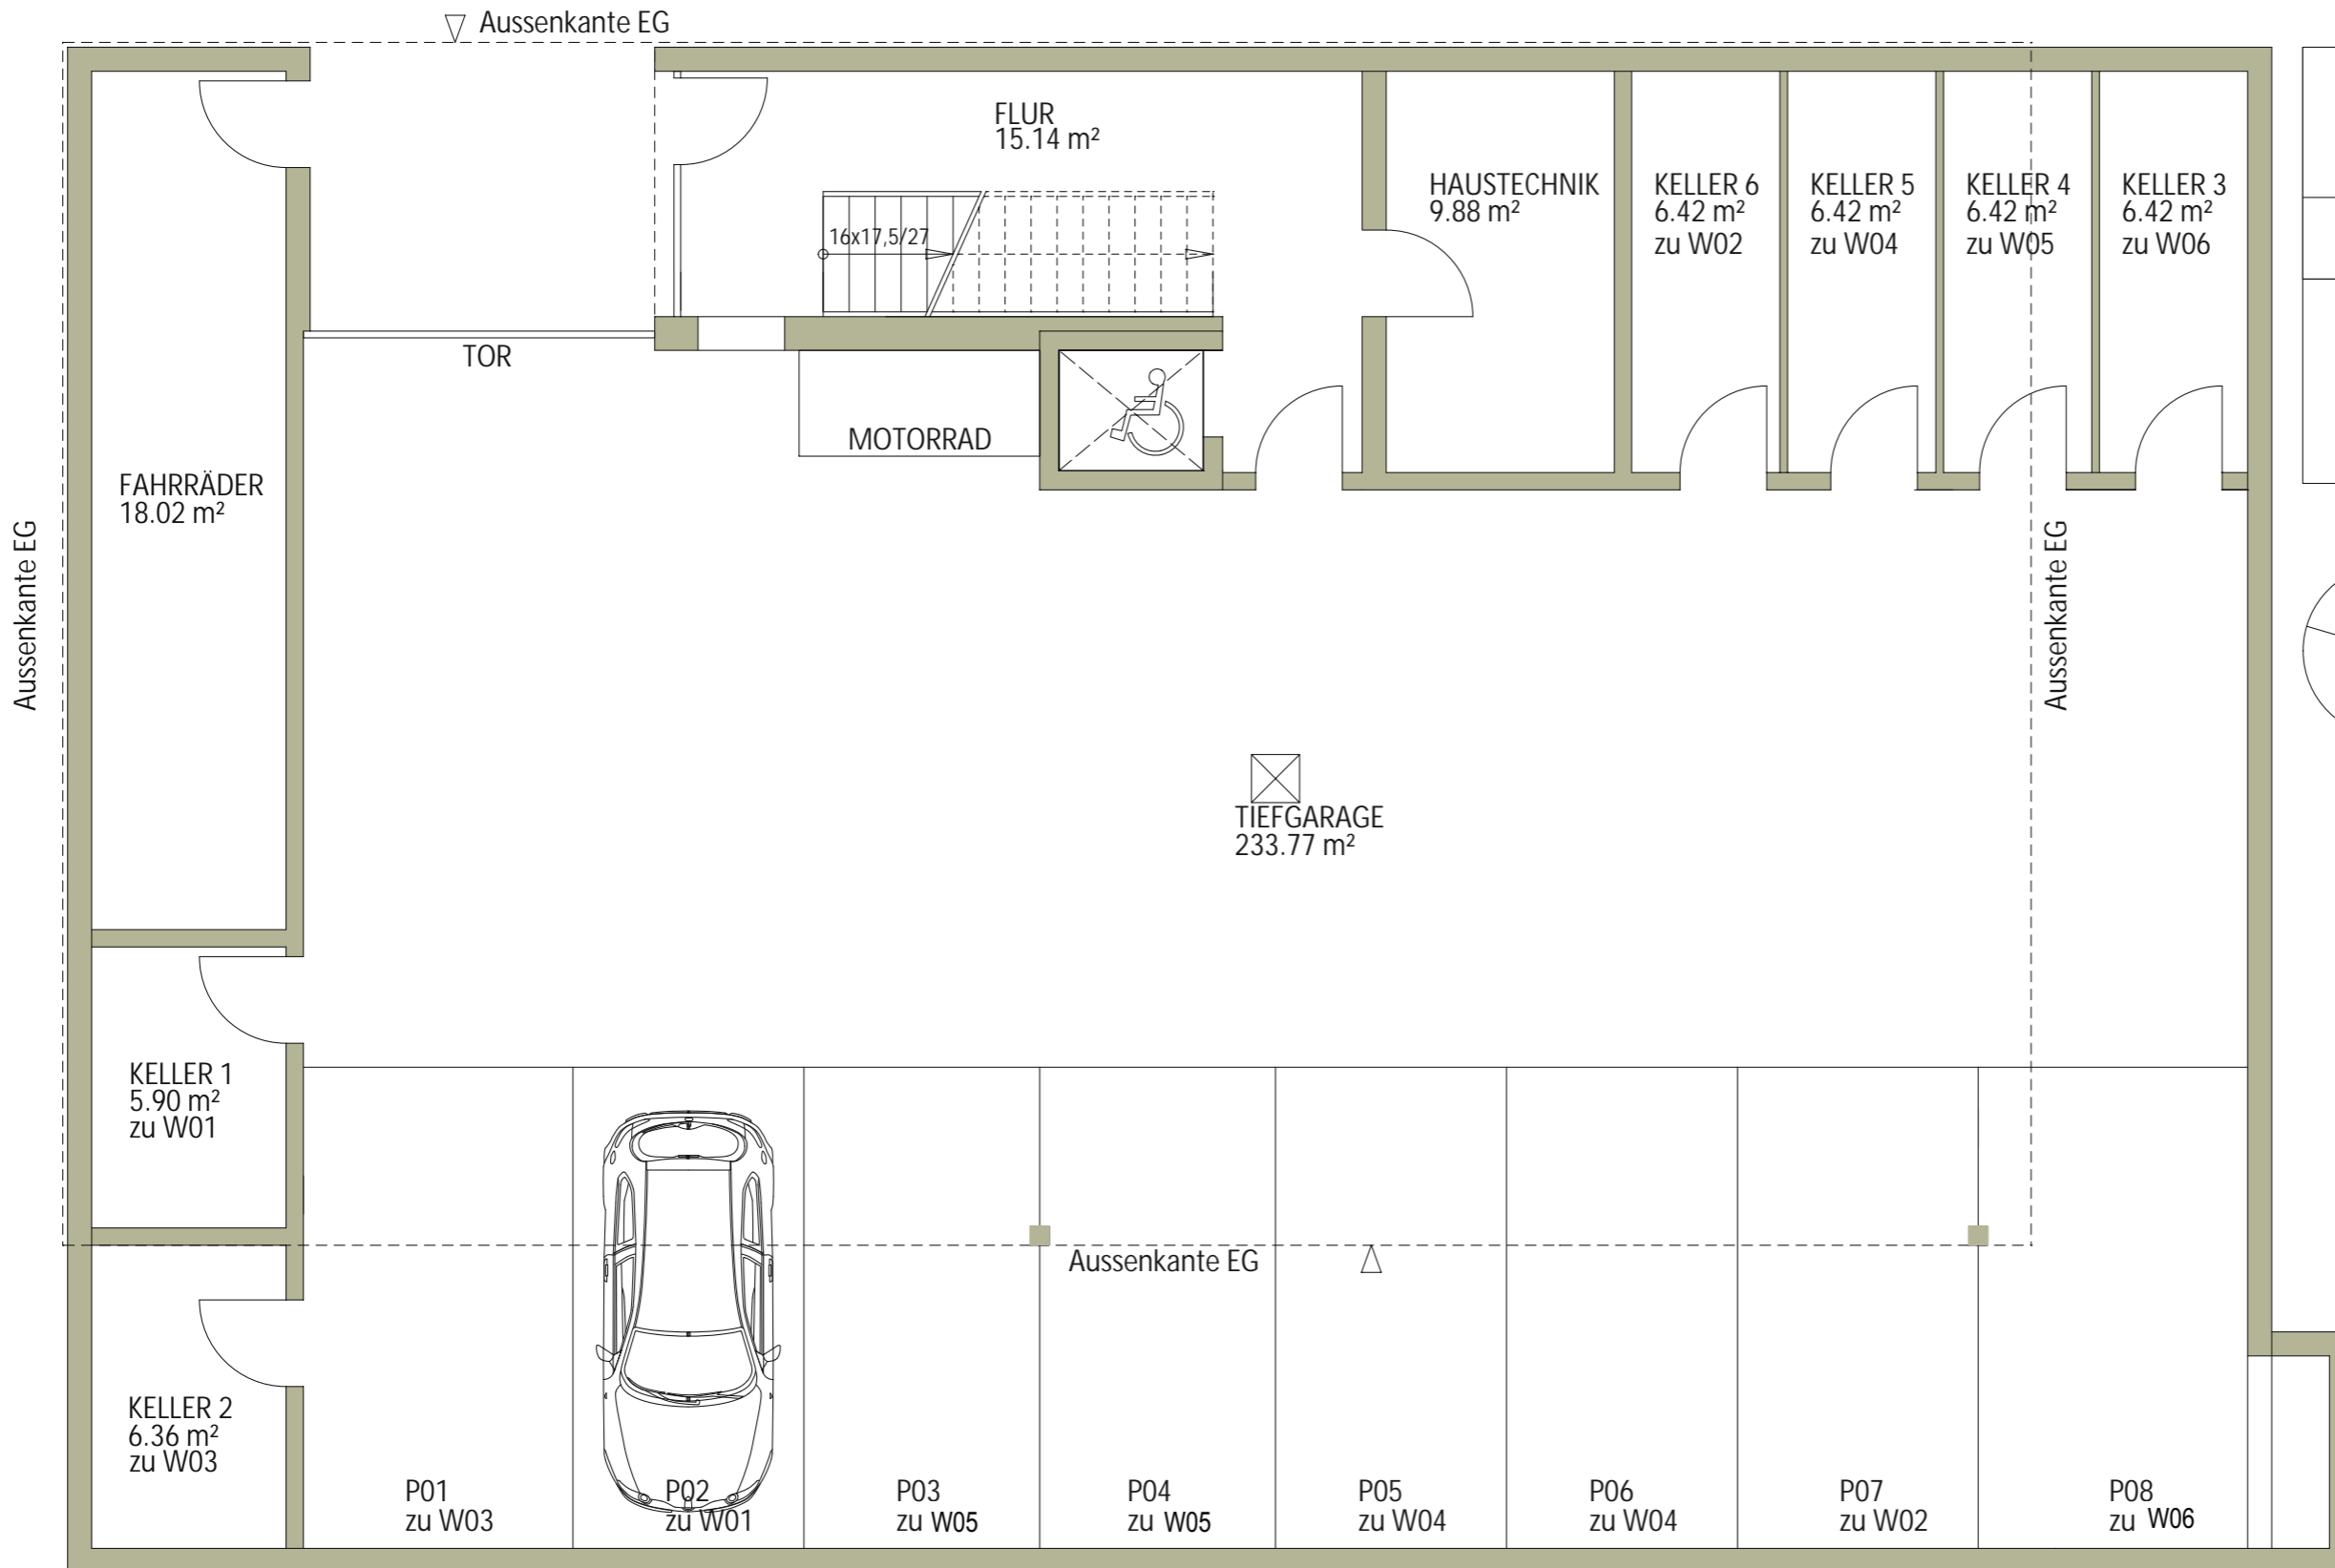 Aussenkante EG
FLUR
15.14 m²
HAUSTECHNIK
9.88 m²
KELLER 6
6.42 m²
zu W02
KELLER 5
6.42 m²
zu W04
KELLER 4
6.42 m²
zu W05
KELLER 3
6.42 m²
zu W06
16x17,5/27
TOR
MOTORRAD
FAHRRÄDER
18.02 m²
Aussenkante EG
Aussenkante EG
TIEFGARAGE
233.77 m²
KELLER 1
5.90 m²
zu W01
Aussenkante EG
KELLER 2
6.36 m²
zu W03
P01
zu W03
P02
zu W01
P03
zu W05
P04
zu W05
P05
zu W04
P06
zu W04
P07
zu W02
P08
zu W06